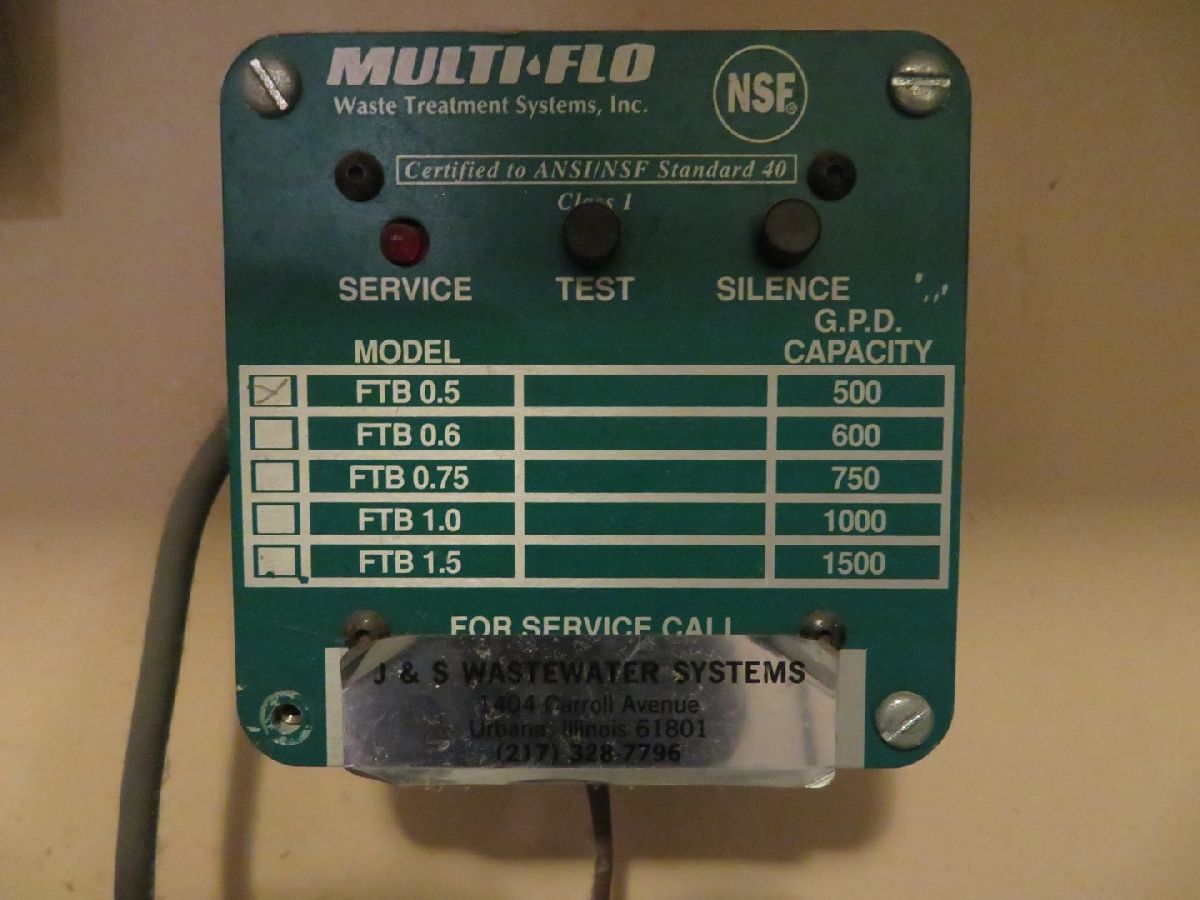 MULTI-FLO
Waste Treatment Systems, Inc.
NSF®
Certified to ANSI/NSF Standard 40
Class I
SERVICE TEST SILENCE
MODEL G.P.D. CAPACITY
FTB 0.5 500
FTB 0.6 600
FTB 0.75 750
FTB 1.0 1000
FTB 1.5 1500
FOR SERVICE CALL
J & S WASTEWATER SYSTEMS
1404 Carroll Avenue
Urbana, Illinois 61801
(217) 328-7796